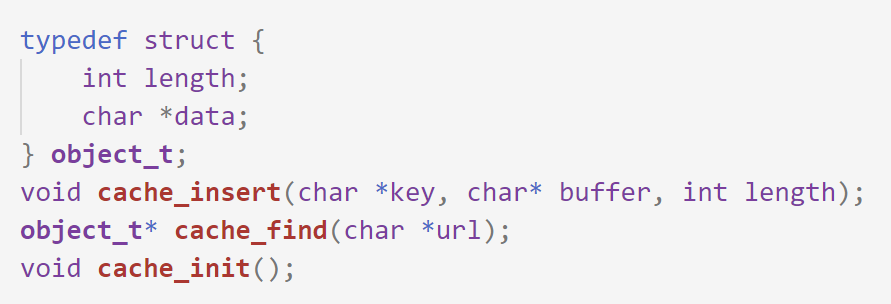 typedef struct {
    int length;
    char *data;
} object_t;
void cache_insert(char *key, char* buffer, int length);
object_t* cache_find(char *url);
void cache_init();